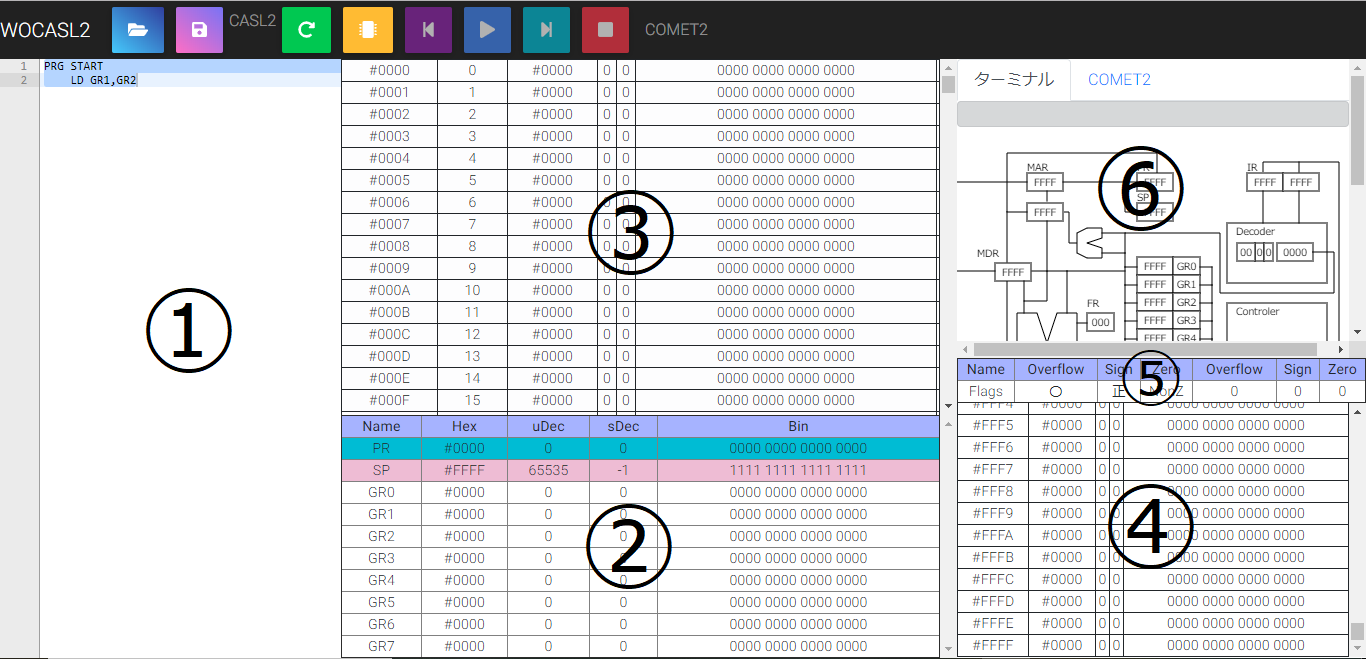 WOCASL2 CASL2 COMET2
1 PRG START
2 LD GR1,GR2
①
#0000 0 #0000 0 0 0000 0000 0000 0000
#0001 1 #0000 0 0 0000 0000 0000 0000
#0002 2 #0000 0 0 0000 0000 0000 0000
#0003 3 #0000 0 0 0000 0000 0000 0000
#0004 4 #0000 0 0 0000 0000 0000 0000
#0005 5 #0000 0 0 0000 0000 0000 0000
#0006 6 #0000 0 0 0000 0000 0000 0000
#0007 7 #0000 0 0 0000 0000 0000 0000
#0008 8 #0000 0 0 0000 0000 0000 0000
#0009 9 #0000 0 0 0000 0000 0000 0000
#000A 10 #0000 0 0 0000 0000 0000 0000
#000B 11 #0000 0 0 0000 0000 0000 0000
#000C 12 #0000 0 0 0000 0000 0000 0000
#000D 13 #0000 0 0 0000 0000 0000 0000
#000E 14 #0000 0 0 0000 0000 0000 0000
#000F 15 #0000 0 0 0000 0000 0000 0000
③
Name Hex uDec sDec Bin
PR #0000 0 0 0000 0000 0000 0000
SP #FFFF 65535 -1 1111 1111 1111 1111
GR0 #0000 0 0 0000 0000 0000 0000
GR1 #0000 0 0 0000 0000 0000 0000
GR2 #0000 0 0 0000 0000 0000 0000
GR3 #0000 0 0 0000 0000 0000 0000
GR4 #0000 0 0 0000 0000 0000 0000
GR5 #0000 0 0 0000 0000 0000 0000
GR6 #0000 0 0 0000 0000 0000 0000
GR7 #0000 0 0 0000 0000 0000 0000
②
ターミナル COMET2
MAR
FFFF
FFFF
MDR
FFFF
FR
000
⑥
FFFF
SP
FFFF GR0
FFFF GR1
FFFF GR2
FFFF GR3
FFFF GR4
IR
FFFF FFFF
Decoder
00 0 0 0000
Controler
Name Overflow Sign Zero Overflow Sign Zero
Flags 〇 正 NonZ 0 0 0
⑤
#FFF4 #0000 0 0 0000 0000 0000 0000
#FFF5 #0000 0 0 0000 0000 0000 0000
#FFF6 #0000 0 0 0000 0000 0000 0000
#FFF7 #0000 0 0 0000 0000 0000 0000
#FFF8 #0000 0 0 0000 0000 0000 0000
#FFF9 #0000 0 0 0000 0000 0000 0000
#FFFA #0000 0 0 0000 0000 0000 0000
#FFFB #0000 0 0 0000 0000 0000 0000
#FFFC #0000 0 0 0000 0000 0000 0000
#FFFD #0000 0 0 0000 0000 0000 0000
#FFFE #0000 0 0 0000 0000 0000 0000
#FFFF #0000 0 0 0000 0000 0000 0000
④